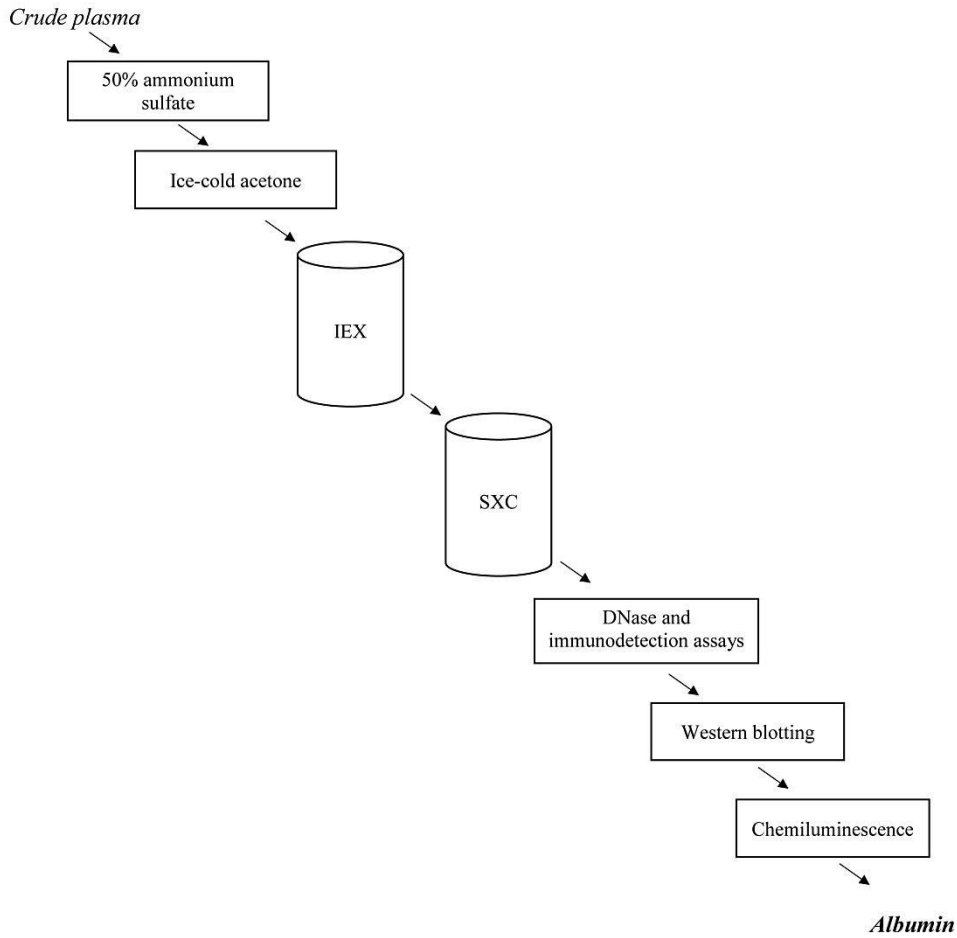 Crude plasma
50% ammonium
sulfate
Ice-cold acetone
IEX
SXC
DNase and
immunodetection assays
Western blotting
Chemiluminescence
Albumin